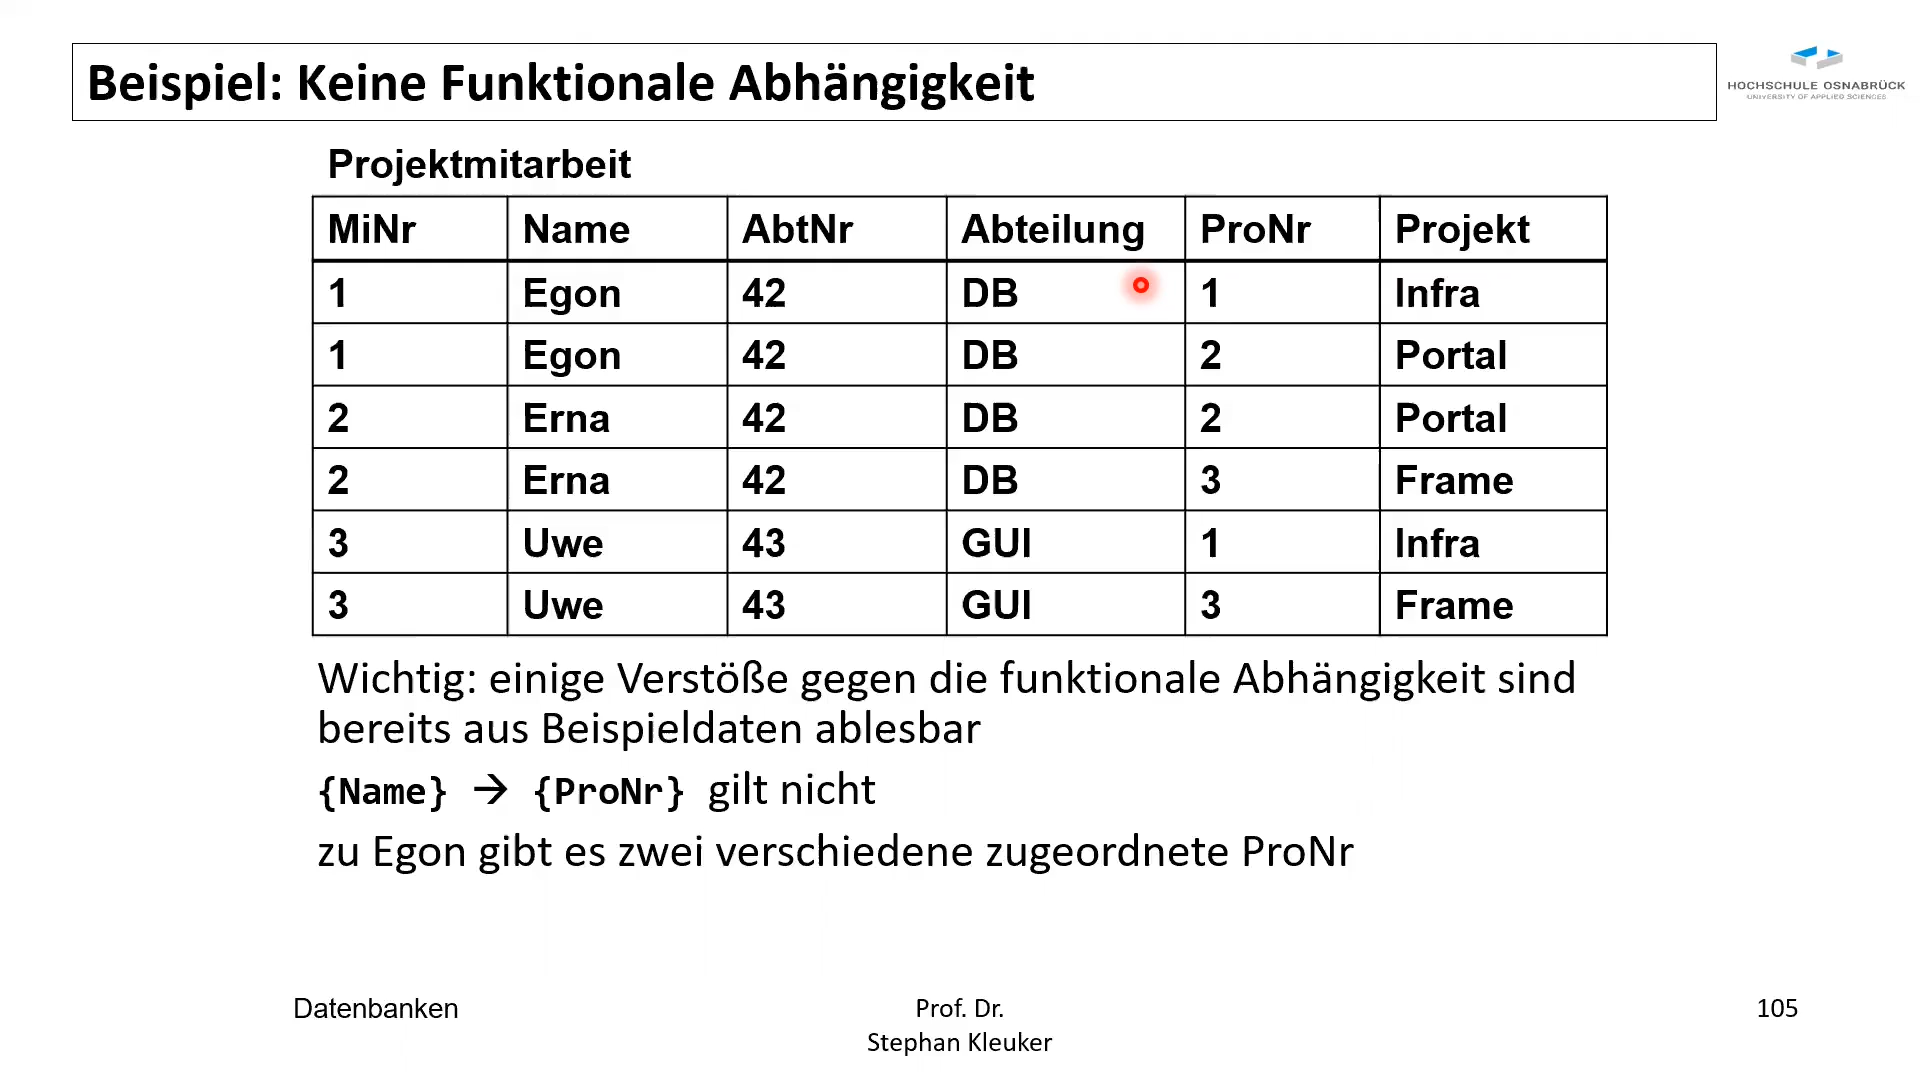 Beispiel: Keine Funktionale Abhängigkeit
HOCHSCHULE OSNABRÜCK
UNIVERSITY OF APPLIED SCIENCES
Projektmitarbeit
MiNr Name AbtNr Abteilung ProNr Projekt
1 Egon 42 DB 1 Infra
1 Egon 42 DB 2 Portal
2 Erna 42 DB 2 Portal
2 Erna 42 DB 3 Frame
3 Uwe 43 GUI 1 Infra
3 Uwe 43 GUI 3 Frame
Wichtig: einige Verstöße gegen die funktionale Abhängigkeit sind
bereits aus Beispieldaten ablesbar
{Name} → {ProNr} gilt nicht
zu Egon gibt es zwei verschiedene zugeordnete ProNr
Datenbanken
Prof. Dr.
Stephan Kleuker
105